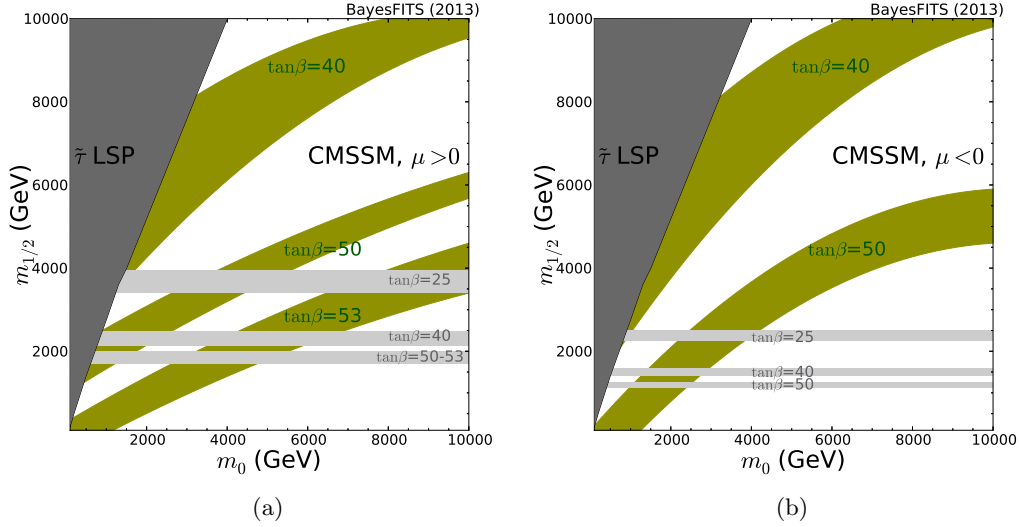 BayesFITS (2013)
10000
8000
6000
4000
2000
m₁/₂ (GeV)
τ̃ LSP
CMSSM, μ>0
tanβ=40
tanβ=50
tanβ=25
tanβ=53
tanβ=40
tanβ=50-53
2000 4000 6000 8000 10000
m₀ (GeV)
(a)
BayesFITS (2013)
10000
8000
6000
4000
2000
m₁/₂ (GeV)
τ̃ LSP
CMSSM, μ<0
tanβ=40
tanβ=50
tanβ=25
tanβ=40
tanβ=50
2000 4000 6000 8000 10000
m₀ (GeV)
(b)